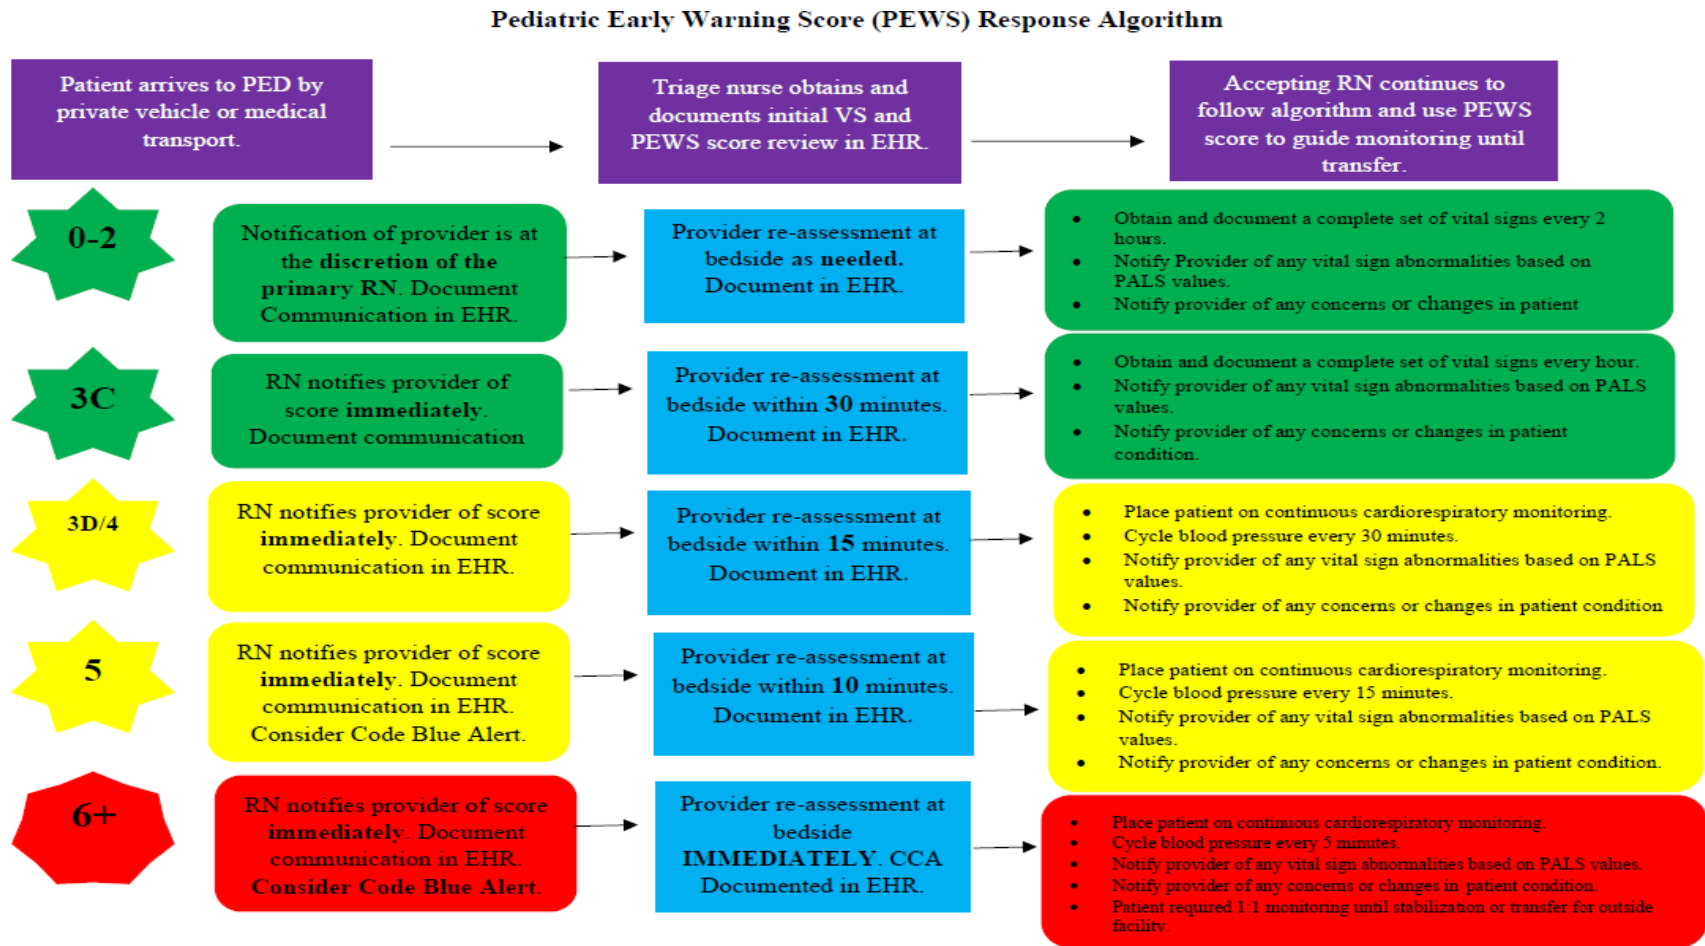 Pediatric Early Warning Score (PEWS) Response Algorithm
Patient arrives to PED by
private vehicle or medical
transport.
Triage nurse obtains and
documents initial VS and
PEWS score review in EHR.
Accepting RN continues to
follow algorithm and use PEWS
score to guide monitoring until
transfer.
0-2
Notification of provider is at
the discretion of the
primary RN. Document
Communication in EHR.
Provider re-assessment at
bedside as needed.
Document in EHR.
• Obtain and document a complete set of vital signs every 2
hours.
• Notify Provider of any vital sign abnormalities based on
PALS values.
• Notify provider of any concerns or changes in patient
3C
RN notifies provider of
score immediately.
Document communication
Provider re-assessment at
bedside within 30 minutes.
Document in EHR.
• Obtain and document a complete set of vital signs every hour.
• Notify provider of any vital sign abnormalities based on PALS
values.
• Notify provider of any concerns or changes in patient
condition.
3D/4
RN notifies provider of score
immediately. Document
communication in EHR.
Provider re-assessment at
bedside within 15 minutes.
Document in EHR.
• Place patient on continuous cardiorespiratory monitoring.
• Cycle blood pressure every 30 minutes.
• Notify provider of any vital sign abnormalities based on PALS
values.
• Notify provider of any concerns or changes in patient condition
5
RN notifies provider of score
immediately. Document
communication in EHR.
Consider Code Blue Alert.
Provider re-assessment at
bedside within 10 minutes.
Document in EHR.
• Place patient on continuous cardiorespiratory monitoring.
• Cycle blood pressure every 15 minutes.
• Notify provider of any vital sign abnormalities based on PALS
values.
• Notify provider of any concerns or changes in patient condition.
6+
RN notifies provider of score
immediately. Document
communication in EHR.
Consider Code Blue Alert.
Provider re-assessment at
bedside
IMMEDIATELY. CCA
Documented in EHR.
• Place patient on continuous cardiorespiratory monitoring.
• Cycle blood pressure every 5 minutes.
• Notify provider of any vital sign abnormalities based on PALS values.
• Notify provider of any concerns or changes in patient condition.
• Patient required 1:1 monitoring until stabilization or transfer for outside
facility.